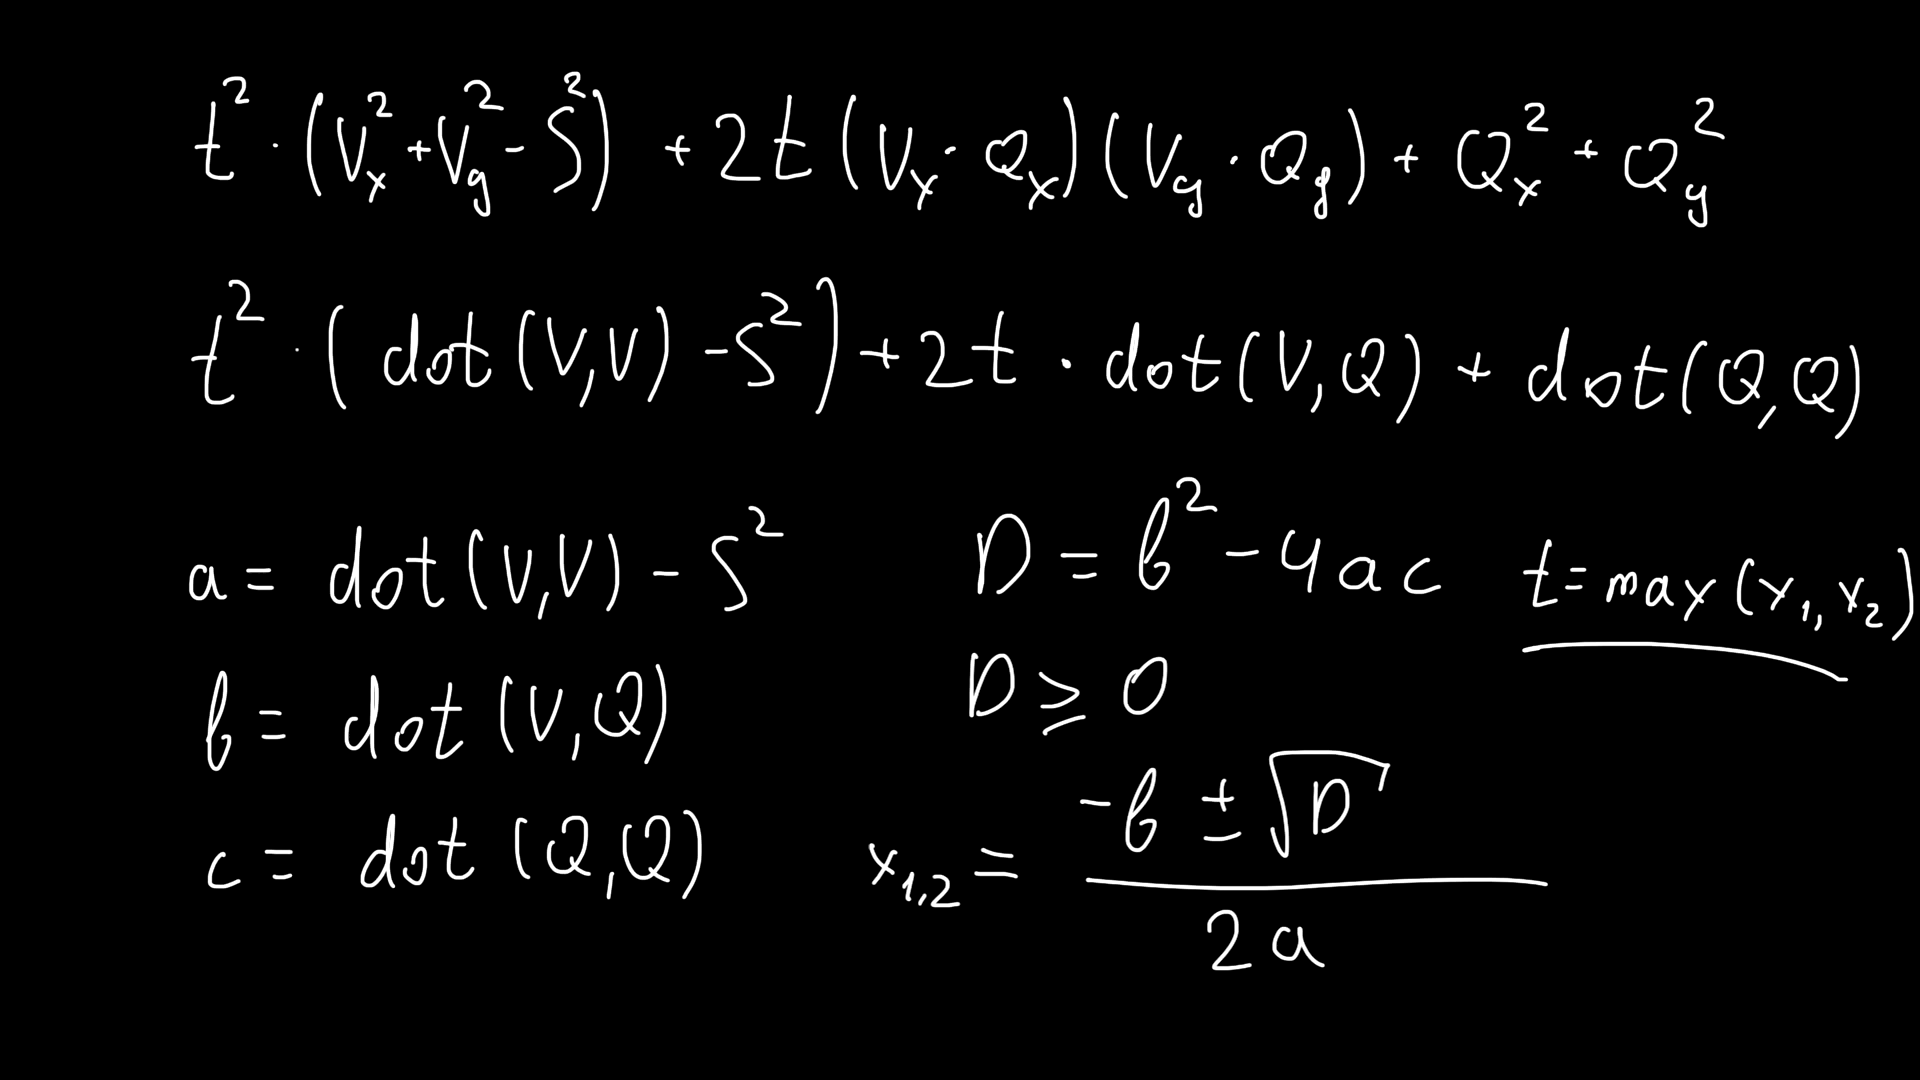 t² · (Vx² + Vy² - S²) + 2t (Vx · Qx)(Vy · Qy) + Qx² + Qy²
t² · (dot(V,V) - S²) + 2t · dot(V,Q) + dot(Q,Q)
a = dot(V,V) - S²
b = dot(V,Q)
c = dot(Q,Q)
D = b² - 4ac
D ≥ 0
x1,2 = (-b ± √D) / 2a
t = max(x1, x2)